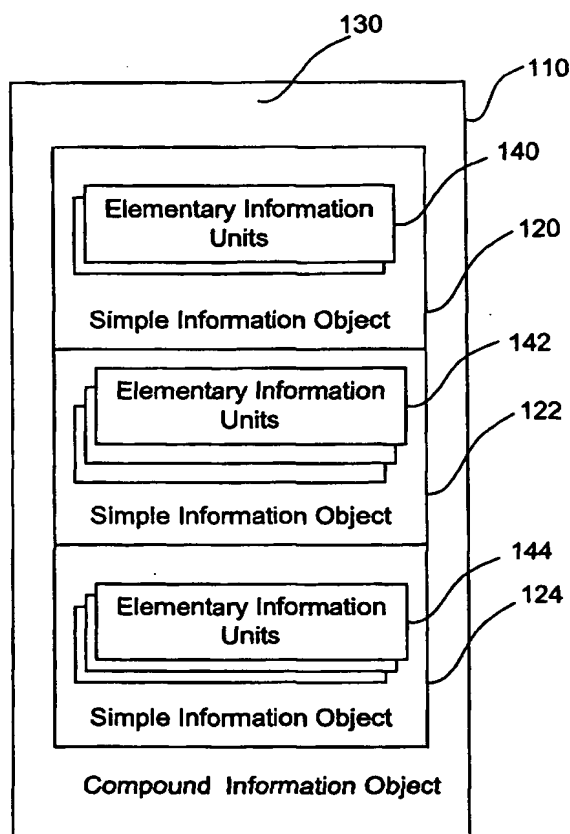 130
110
Elementary Information
Units
140
Simple Information Object
120
Elementary Information
Units
142
Simple Information Object
122
Elementary Information
Units
144
Simple Information Object
124
Compound Information Object